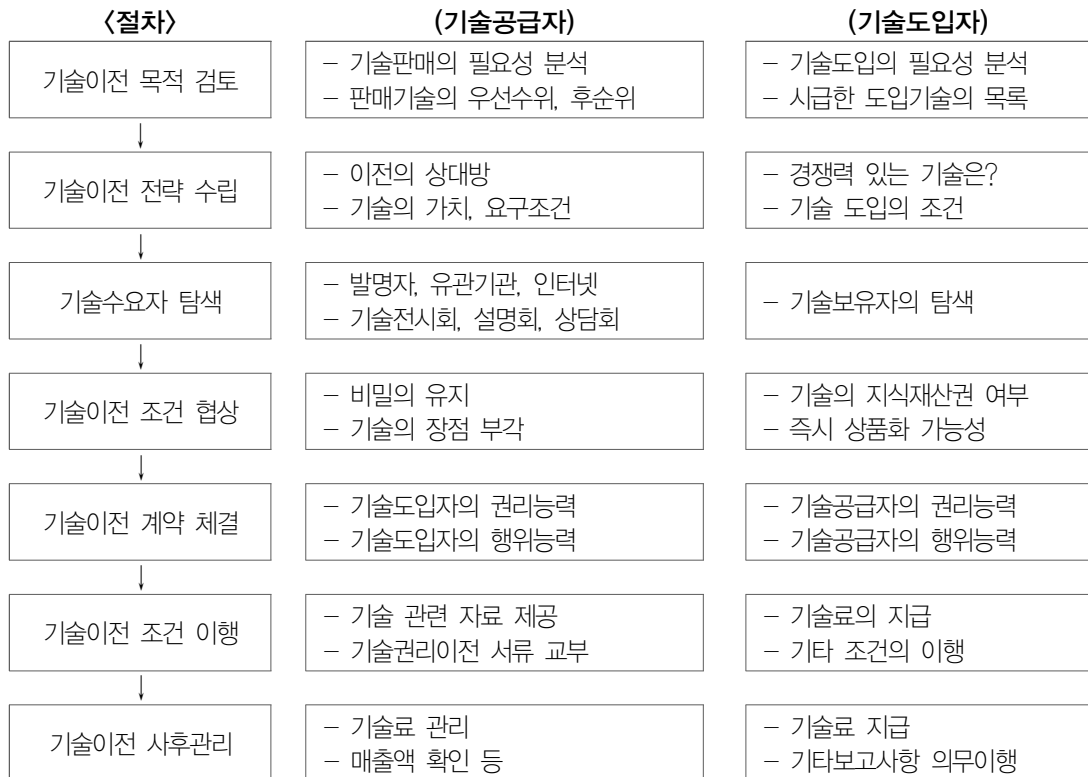 〈절차〉
(기술공급자)
(기술도입자)
기술이전 목적 검토
– 기술판매의 필요성 분석
– 판매기술의 우선수위, 후순위
– 기술도입의 필요성 분석
– 시급한 도입기술의 목록
기술이전 전략 수립
– 이전의 상대방
– 기술의 가치, 요구조건
– 경쟁력 있는 기술은?
– 기술 도입의 조건
기술수요자 탐색
– 발명자, 유관기관, 인터넷
– 기술전시회, 설명회, 상담회
– 기술보유자의 탐색
기술이전 조건 협상
– 비밀의 유지
– 기술의 장점 부각
– 기술의 지식재산권 여부
– 즉시 상품화 가능성
기술이전 계약 체결
– 기술도입자의 권리능력
– 기술도입자의 행위능력
– 기술공급자의 권리능력
– 기술공급자의 행위능력
기술이전 조건 이행
– 기술 관련 자료 제공
– 기술권리이전 서류 교부
– 기술료의 지급
– 기타 조건의 이행
기술이전 사후관리
– 기술료 관리
– 매출액 확인 등
– 기술료 지급
– 기타보고사항 의무이행